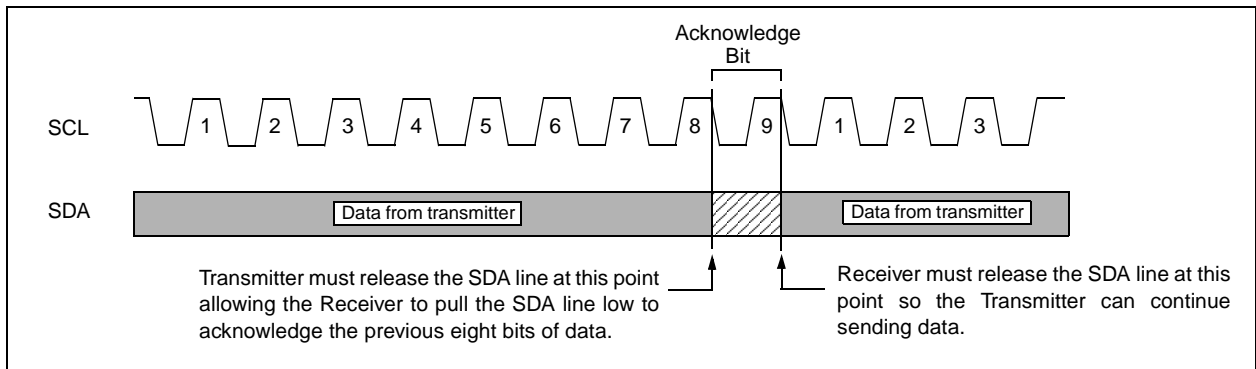 Acknowledge
Bit
SCL
1 2 3 4 5 6 7 8 9 1 2 3
SDA
Data from transmitter
Data from transmitter
Transmitter must release the SDA line at this point
allowing the Receiver to pull the SDA line low to
acknowledge the previous eight bits of data.
Receiver must release the SDA line at this
point so the Transmitter can continue
sending data.